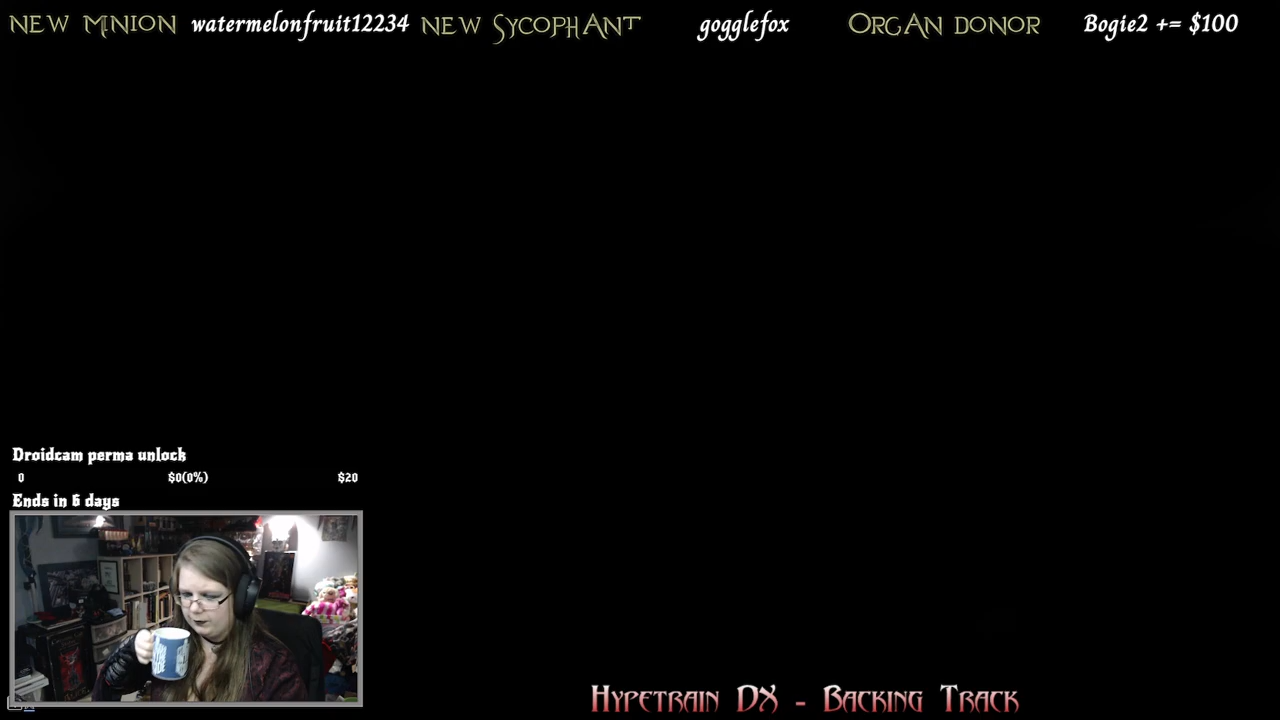 NEW MINION watermelonfruit12234 NEW SYCOPHANT gogglefox ORGAN DONOR Bogie2 += $100
Droidcam perma unlock
0 $0(0%) $20
Ends in 6 days
HYPETRAIN DX - BACKING TRACK